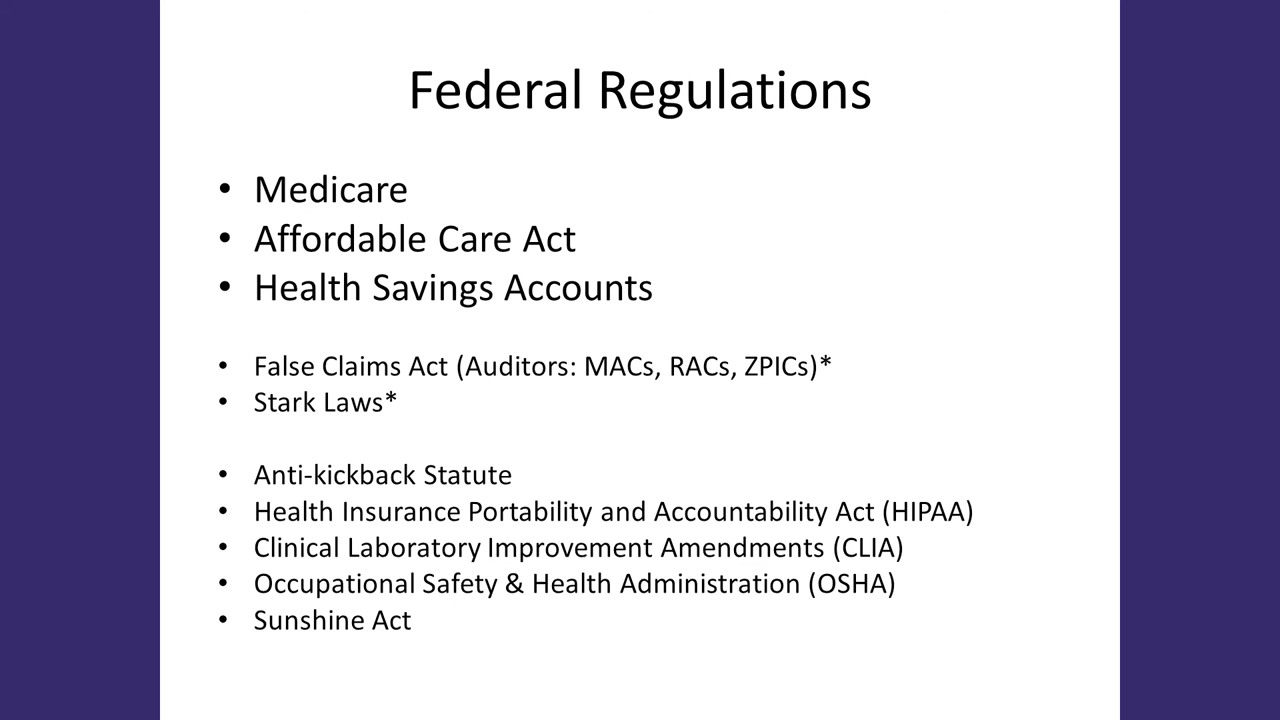 Federal Regulations
• Medicare
• Affordable Care Act
• Health Savings Accounts
• False Claims Act (Auditors: MACs, RACs, ZPICs)*
• Stark Laws*
• Anti-kickback Statute
• Health Insurance Portability and Accountability Act (HIPAA)
• Clinical Laboratory Improvement Amendments (CLIA)
• Occupational Safety & Health Administration (OSHA)
• Sunshine Act